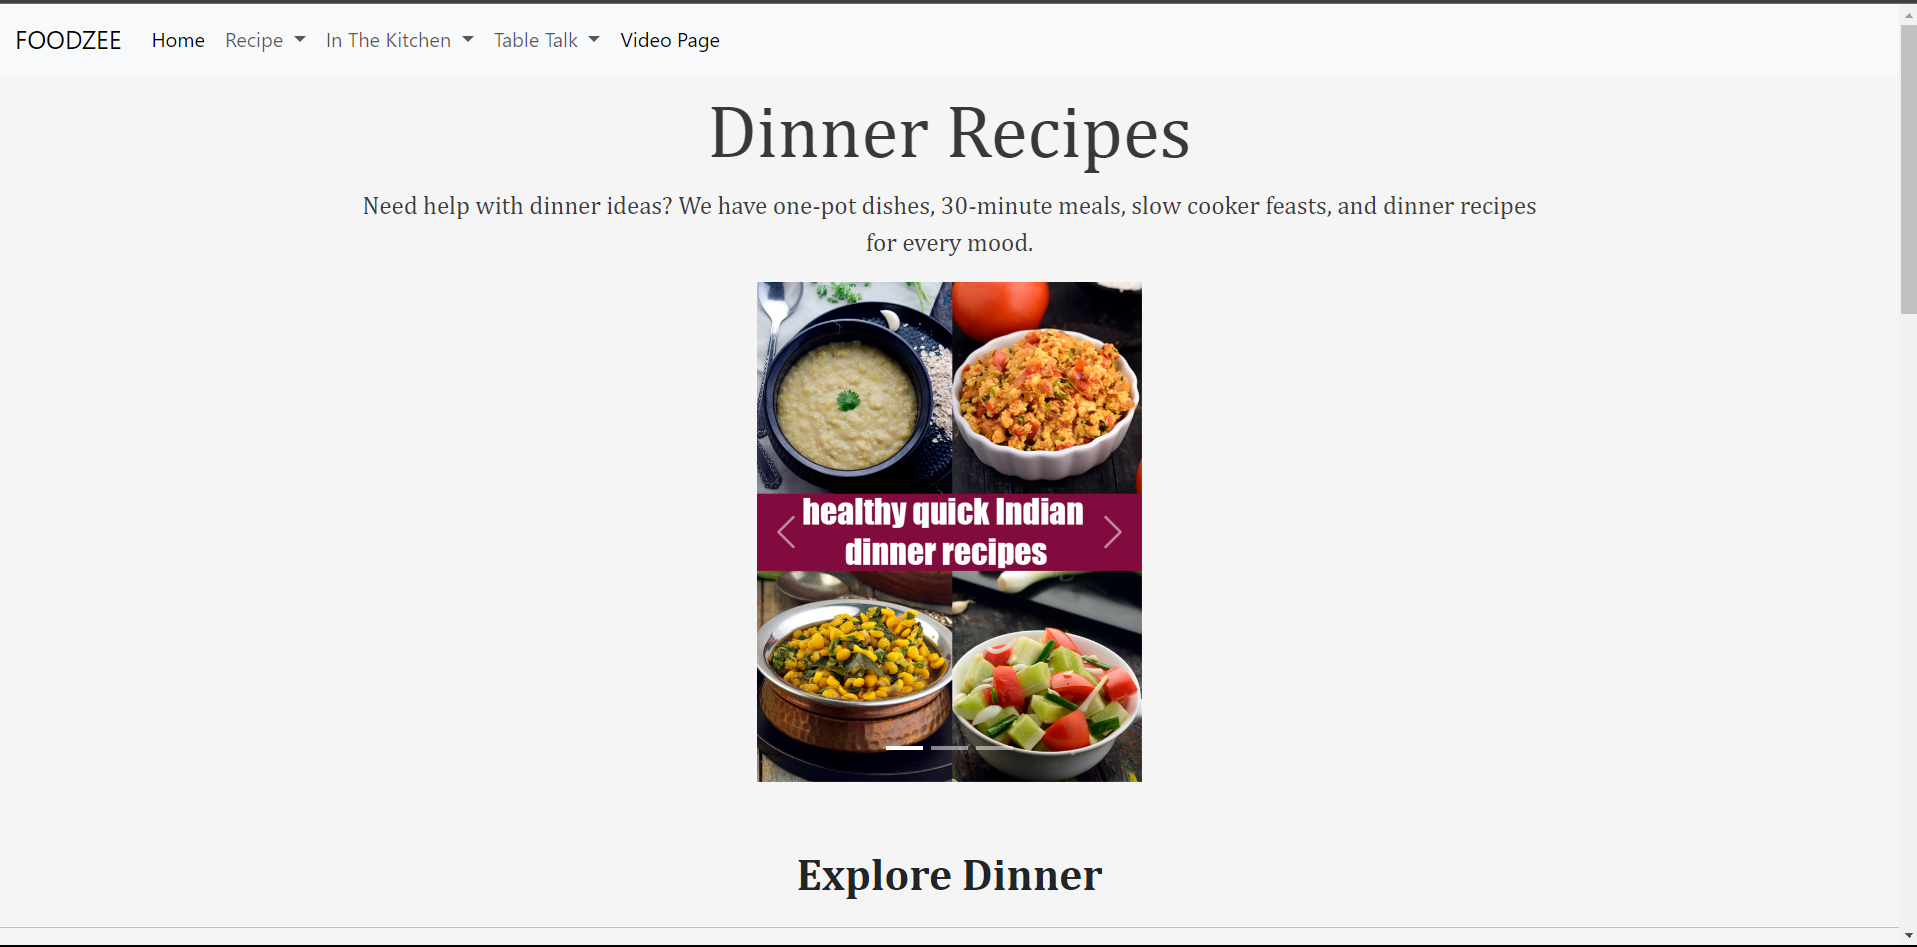 FOODZEE Home Recipe In The Kitchen Table Talk Video Page
Dinner Recipes
Need help with dinner ideas? We have one-pot dishes, 30-minute meals, slow cooker feasts, and dinner recipes
for every mood.
healthy quick Indian
dinner recipes
Explore Dinner